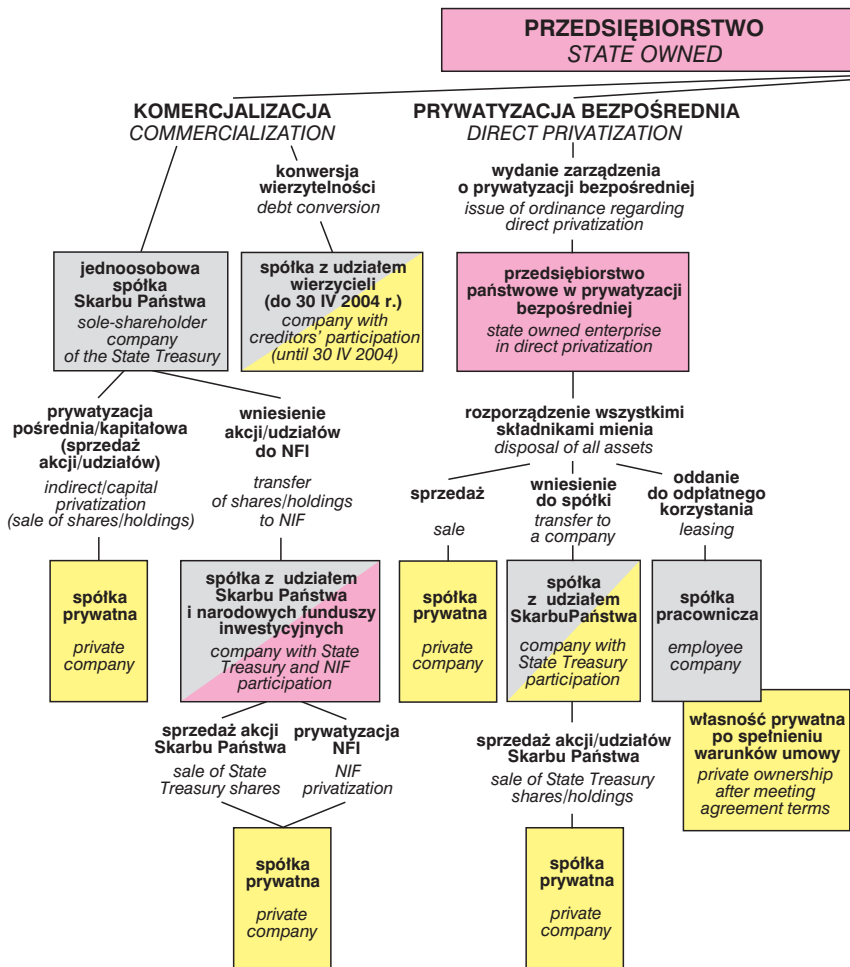 PRZEDSIĘBIORSTWO
STATE OWNED
KOMERCJALIZACJA
COMMERCIALIZATION
PRYWATYZACJA BEZPOŚREDNIA
DIRECT PRIVATIZATION
konwersja
wierzytelności
debt conversion
wydanie zarządzenia
o prywatyzacji bezpośredniej
issue of ordinance regarding
direct privatization
jednoosobowa
spółka
Skarbu Państwa
sole-shareholder
company
of the State Treasury
spółka z udziałem
wierzycieli
(do 30 IV 2004 r.)
company with
creditors' participation
(until 30 IV 2004)
przedsiębiorstwo
państwowe w prywatyzacji
bezpośredniej
state owned enterprise
in direct privatization
prywatyzacja
pośrednia/kapitałowa
(sprzedaż
akcji/udziałów)
indirect/capital
privatization
(sale of shares/holdings)
wniesienie
akcji/udziałów
do NFI
transfer
of shares/holdings
to NIF
rozporządzenie wszystkimi
składnikami mienia
disposal of all assets
sprzedaż
sale
wniesienie
do spółki
transfer to
a company
oddanie
do odpłatnego
korzystania
leasing
spółka
prywatna
private
company
spółka z udziałem
Skarbu Państwa
i narodowych funduszy
inwestycyjnych
company with State
Treasury and NIF
participation
spółka
prywatna
private
company
spółka
z udziałem
SkarbuPaństwa
company with
State Treasury
participation
spółka
pracownicza
employee
company
sprzedaż akcji
Skarbu Państwa
sale of State
Treasury shares
prywatyzacja
NFI
NIF
privatization
sprzedaż akcji/udziałów
Skarbu Państwa
sale of State Treasury
shares/holdings
własność prywatna
po spełnieniu
warunków umowy
private ownership
after meeting
agreement terms
spółka
prywatna
private
company
spółka
prywatna
private
company